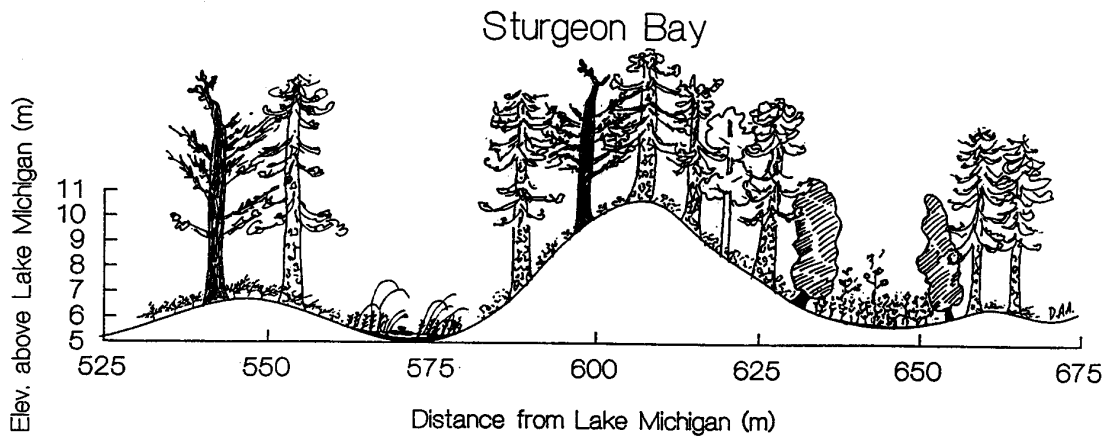 Sturgeon Bay
Elev. above Lake Michigan (m)
11
10
9
8
7
6
5
D.A.A.
525 550 575 600 625 650 675
Distance from Lake Michigan (m)